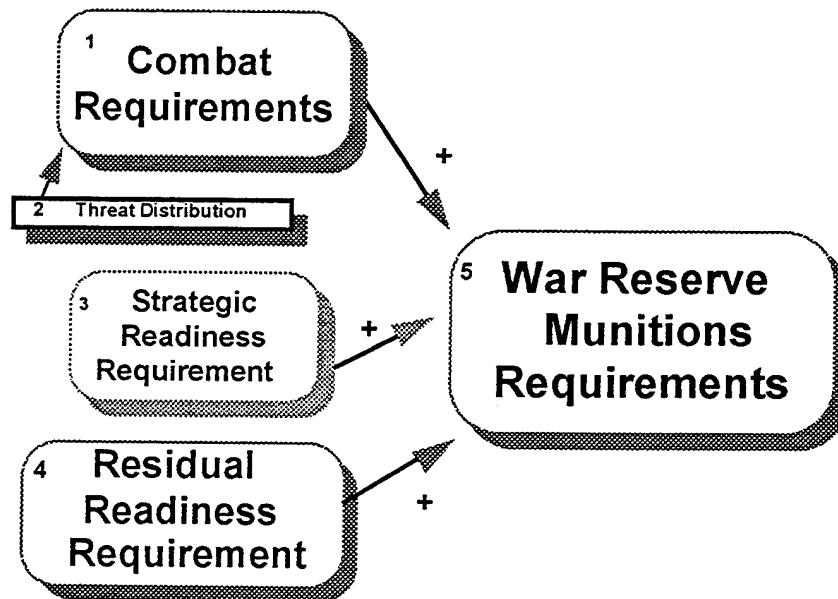 1
Combat
Requirements
+
2 Threat Distribution
3
Strategic
Readiness
Requirement
+
4
Residual
Readiness
Requirement
+
5
War Reserve
Munitions
Requirements